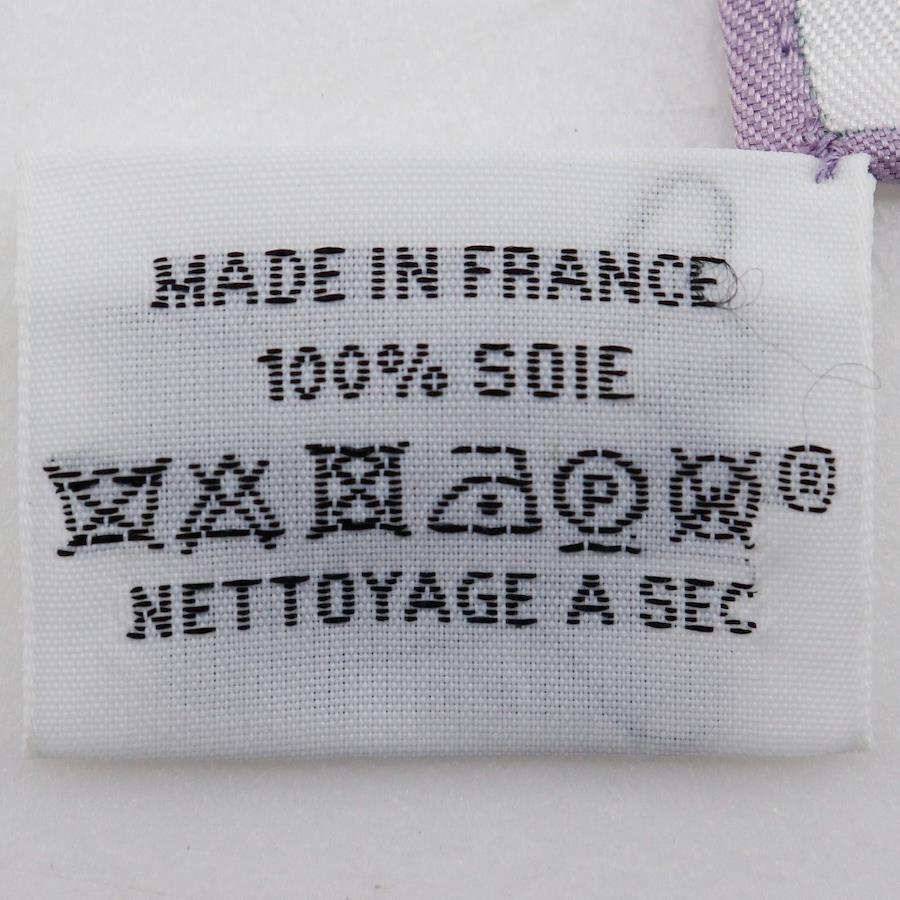 MADE IN FRANCE
100% SOIE
P W ®
NETTOYAGE A SEC